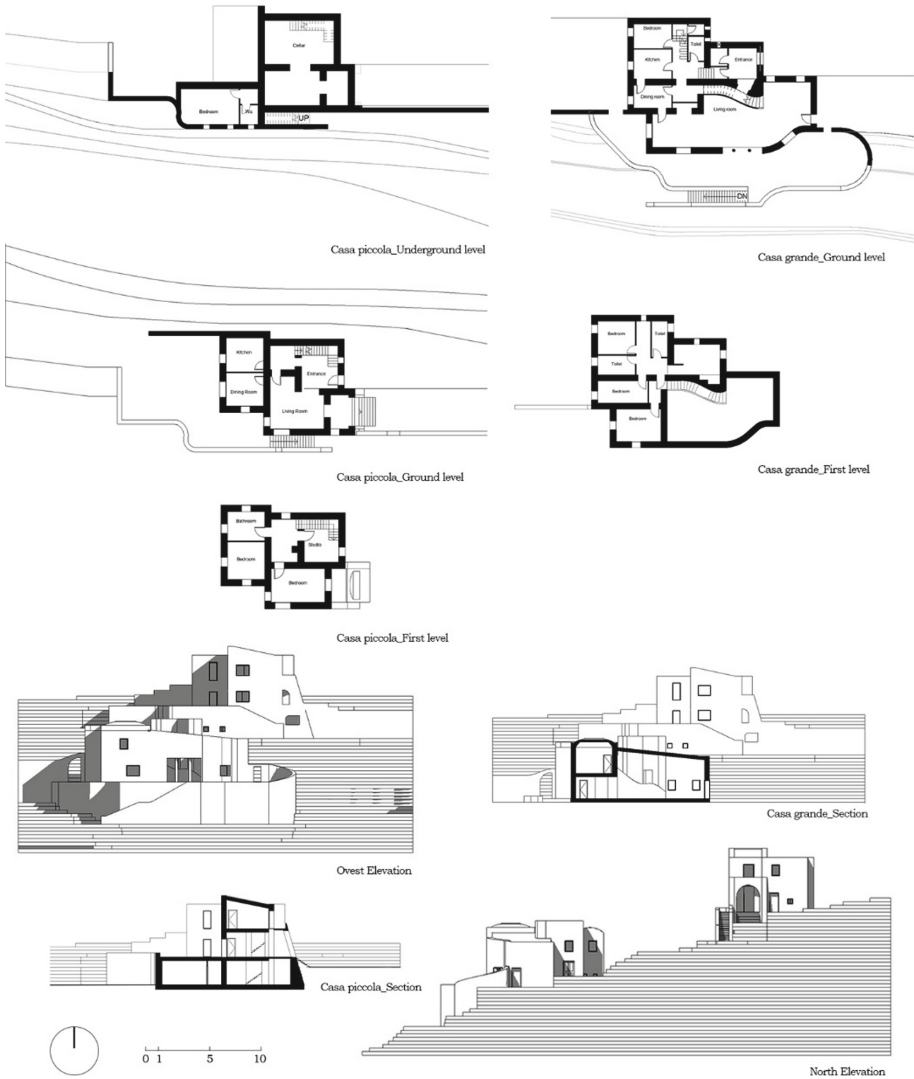 Cellar
Bedroom
Wc
UP
Casa piccola_Underground level
Bedroom
Toilet
Kitchen
Entrance
Dining room
Living room
DN
Casa grande_Ground level
Kitchen
Entrance
Dining Room
Living Room
Casa piccola_Ground level
Bedroom
Toilet
Toilet
Bedroom
Bedroom
Casa grande_First level
Bathroom
Studio
Bedroom
Bedroom
Casa piccola_First level
Ovest Elevation
Casa grande_Section
Casa piccola_Section
0 1 5 10
North Elevation